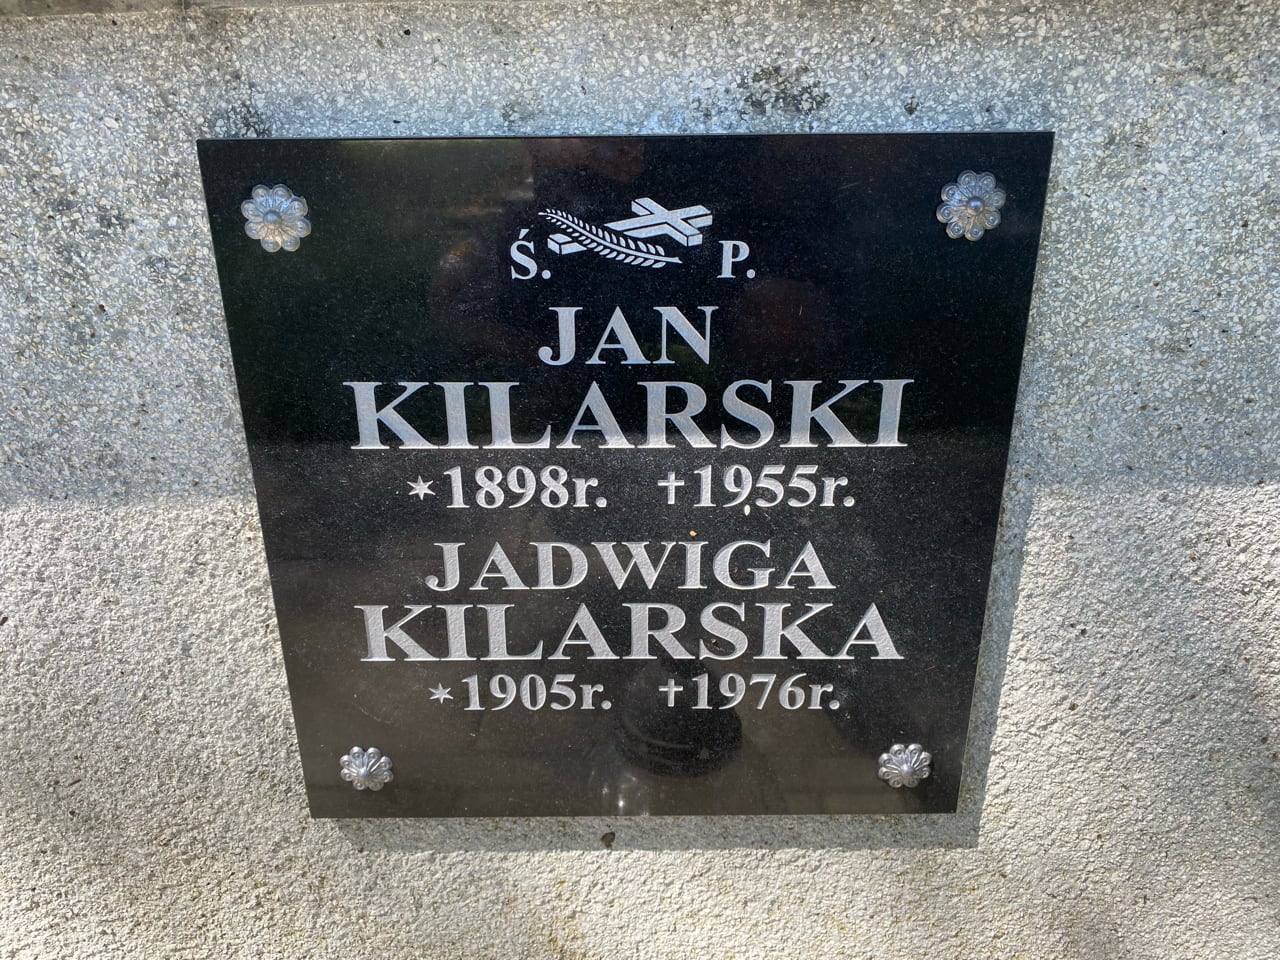 Ś. P.
JAN
KILARSKI
*1898r. †1955r.
JADWIGA
KILARSKA
*1905r. †1976r.